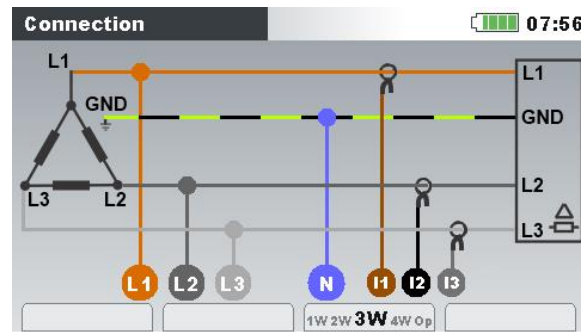 Connection 07:56
L1 L1
GND GND
L3 L2 L2
L3
L1 L2 L3 N I1 I2 I3
1W 2W 3W 4W Op